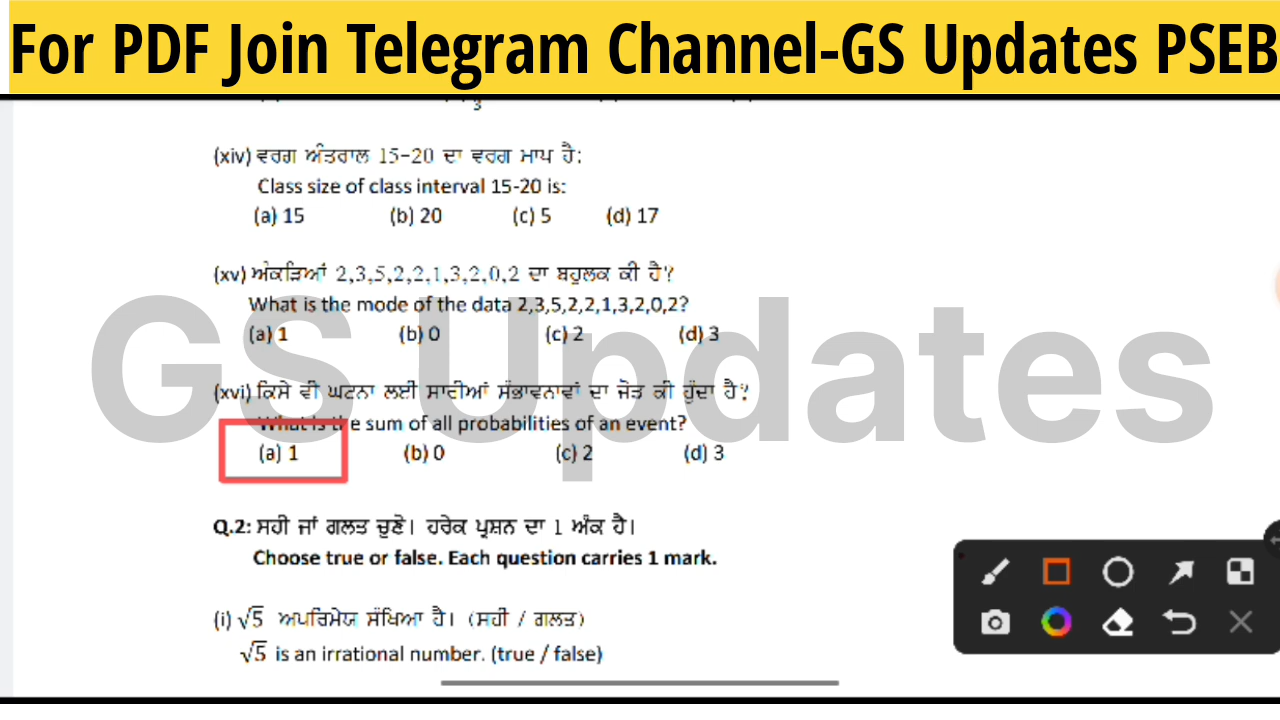 For PDF Join Telegram Channel-GS Updates PSEB
3
(xiv) ਵਰਗ ਅੰਤਰਾਲ 15-20 ਦਾ ਵਰਗ ਮਾਪ ਹੈ:
Class size of class interval 15-20 is:
(a) 15 (b) 20 (c) 5 (d) 17
(xv) ਅੰਕੜਿਆਂ 2,3,5,2,2,1,3,2,0,2 ਦਾ ਬਹੁਲਕ ਕੀ ਹੈ?
What is the mode of the data 2,3,5,2,2,1,3,2,0,2?
(a) 1 (b) 0 (c) 2 (d) 3
GS Updates
(xvi) ਕਿਸੇ ਵੀ ਘਟਨਾ ਲਈ ਸਾਰੀਆਂ ਸੰਭਾਵਨਾਵਾਂ ਦਾ ਜੋੜ ਕੀ ਹੁੰਦਾ ਹੈ?
What is the sum of all probabilities of an event?
(a) 1 (b) 0 (c) 2 (d) 3
Q.2: ਸਹੀ ਜਾਂ ਗਲਤ ਚੁਣੋ। ਹਰੇਕ ਪ੍ਰਸ਼ਨ ਦਾ 1 ਅੰਕ ਹੈ।
Choose true or false. Each question carries 1 mark.
(i) √5 ਅਪਰਿਮੇਯ ਸੰਖਿਆ ਹੈ। (ਸਹੀ / ਗਲਤ)
√5 is an irrational number. (true / false)